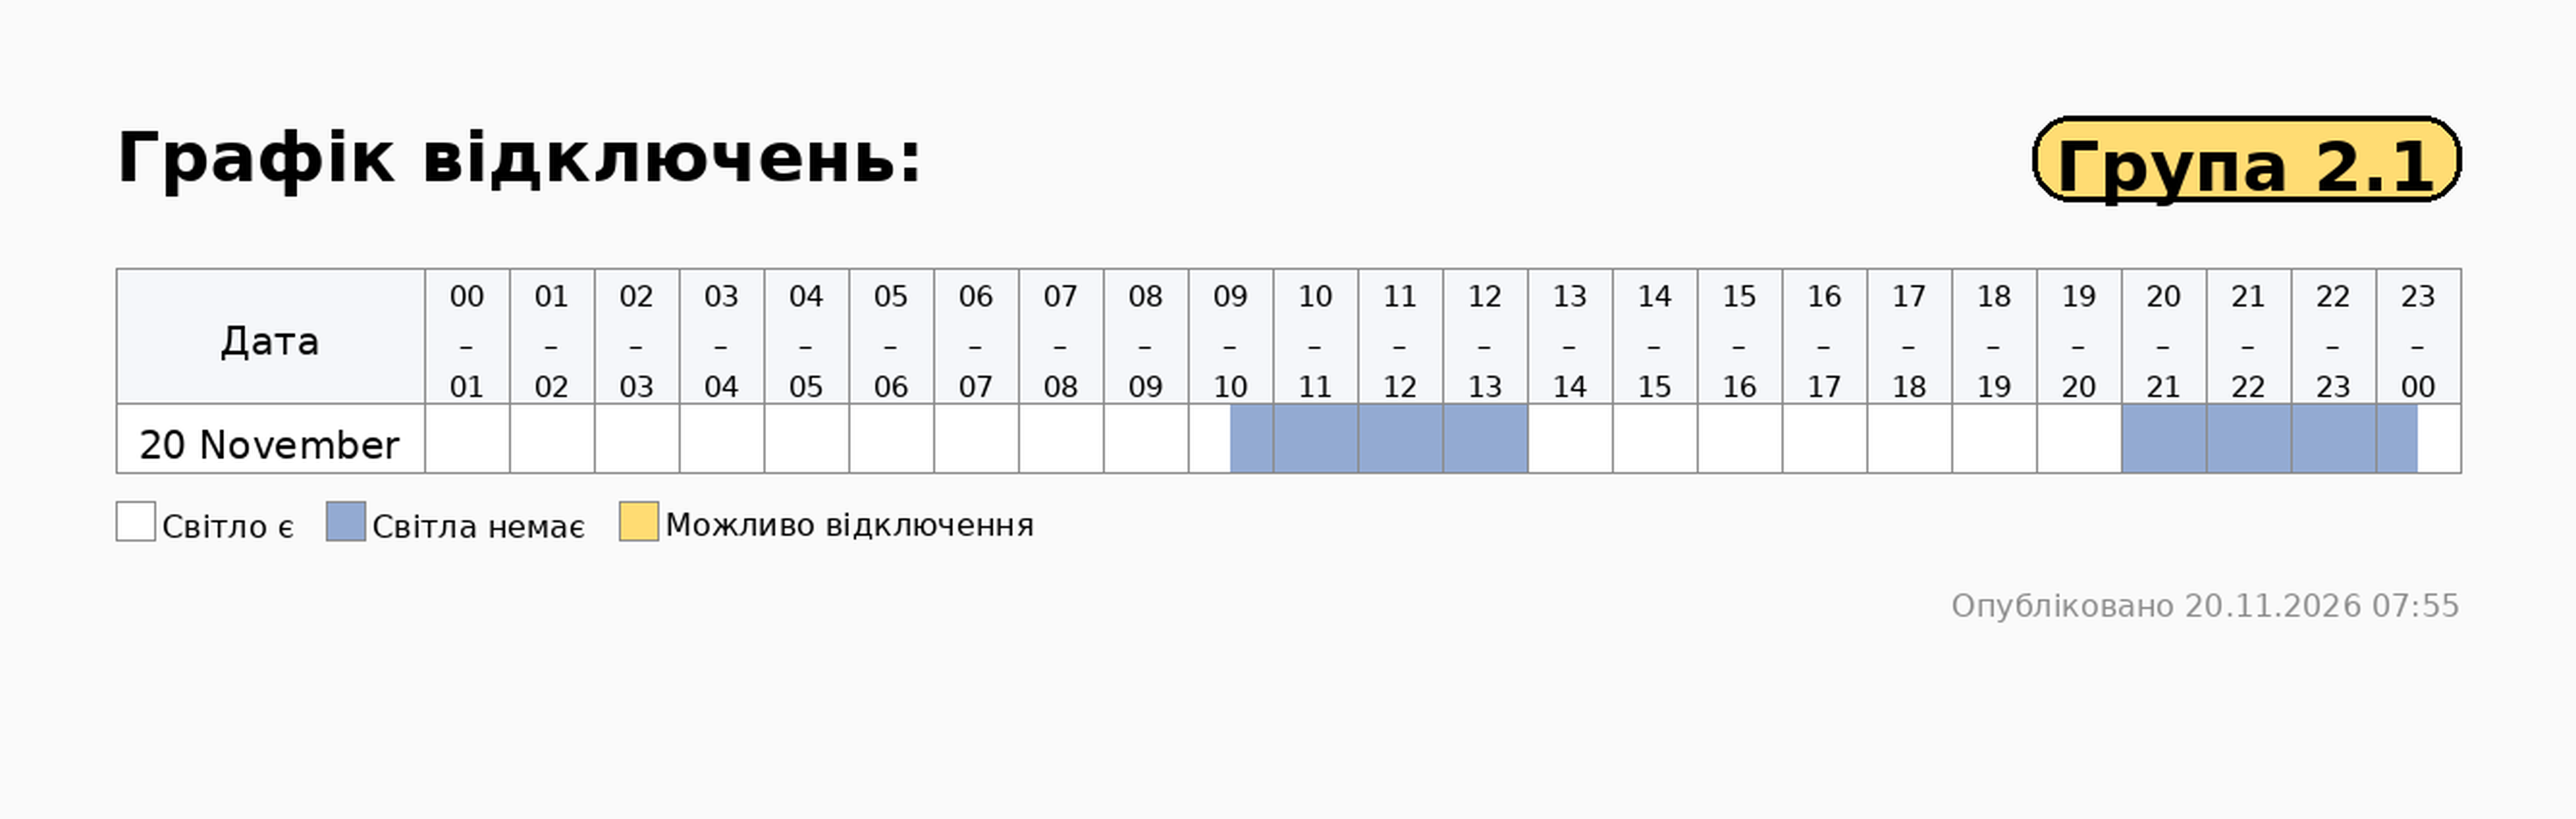 Графік відключень:
Група 2.1
Дата
00 – 01
01 – 02
02 – 03
03 – 04
04 – 05
05 – 06
06 – 07
07 – 08
08 – 09
09 – 10
10 – 11
11 – 12
12 – 13
13 – 14
14 – 15
15 – 16
16 – 17
17 – 18
18 – 19
19 – 20
20 – 21
21 – 22
22 – 23
23 – 00
20 November
Світло є
Світла немає
Можливо відключення
Опубліковано 20.11.2026 07:55